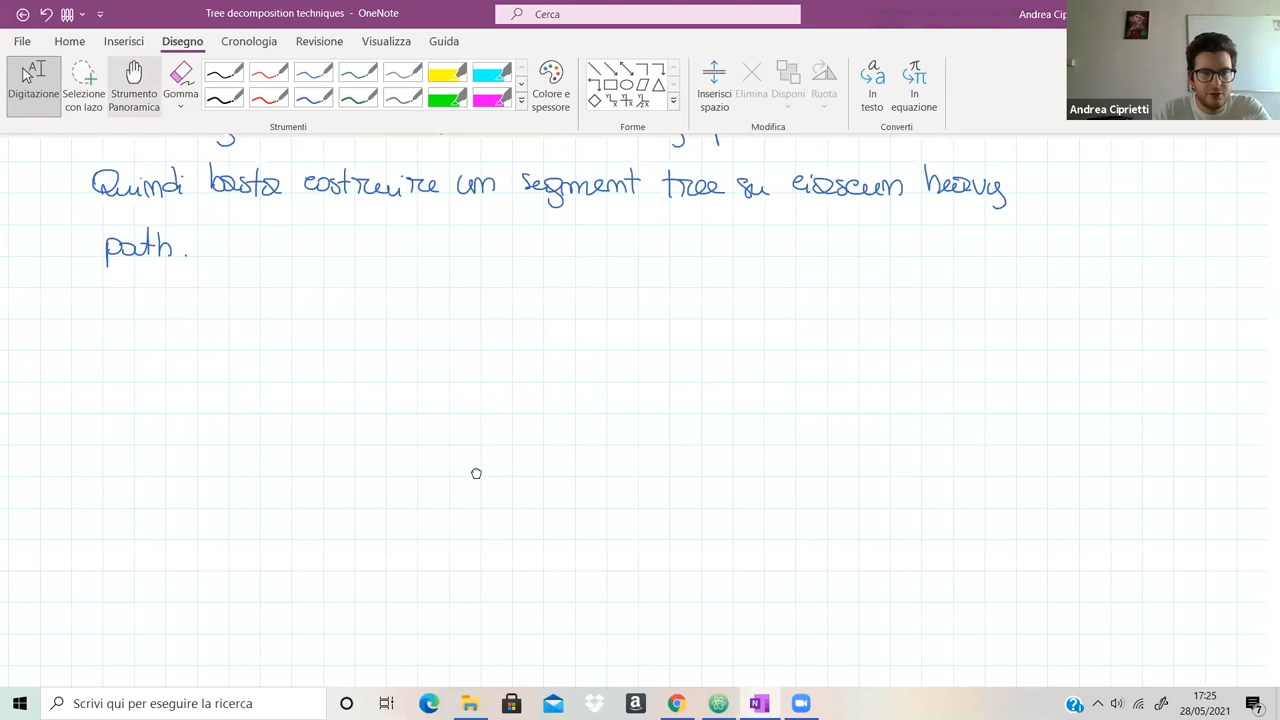 Tree decomposition techniques - OneNote
Cerca
Andrea Cip
File Home Inserisci Disegno Cronologia Revisione Visualizza Guida
Digitazione
Selezione con lazo
Strumento Panoramica
Gomma
Colore e spessore
Inserisci spazio
Elimina
Disponi
Ruota
In testo
In equazione
Strumenti
Forme
Modifica
Converti
Andrea Ciprietti
Quindi basta costruire un segment tree su ciascun heavy
path.
Scrivi qui per eseguire la ricerca
17:25
28/05/2021
7